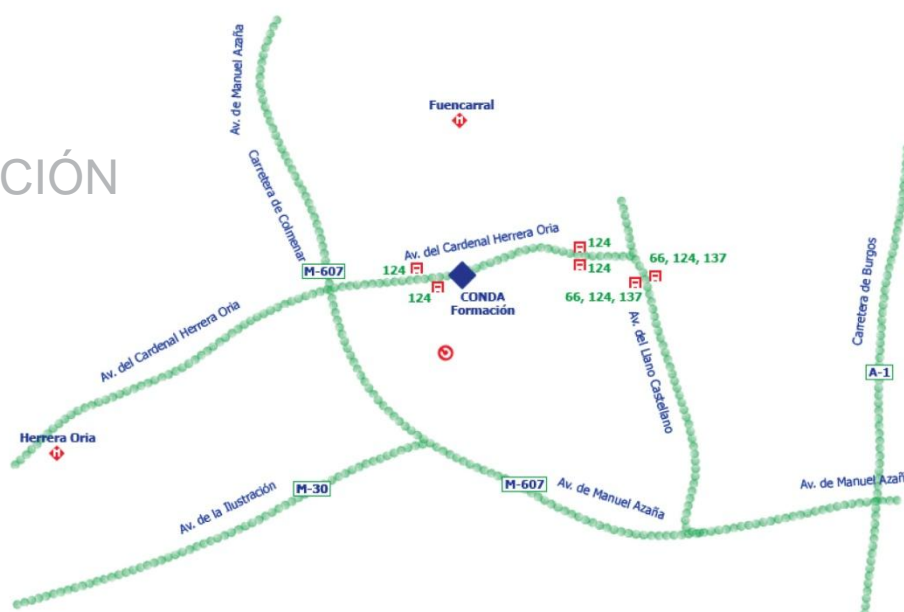 Av. de Manuel Azaña
Fuencarral
CIÓN
Carretera de Colmenar
Av. del Cardenal Herrera Oria
124
124
66, 124, 137
M-607
124
124
CONDA
Formación
66, 124, 137
Av. del Cardenal Herrera Oria
Av. del Llano Castellano
Carretera de Burgos
A-1
Herrera Oria
M-30
M-607
Av. de la Ilustración
Av. de Manuel Azaña
Av. de Manuel Azañ